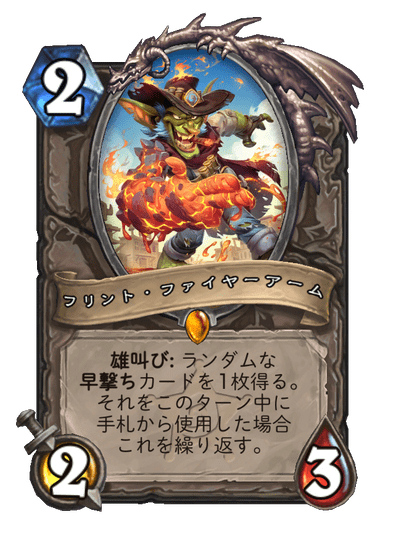 2
フリント・ファイヤーアーム
雄叫び: ランダムな
早撃ちカードを1枚得る。
それをこのターン中に
手札から使用した場合
これを繰り返す。
2
3